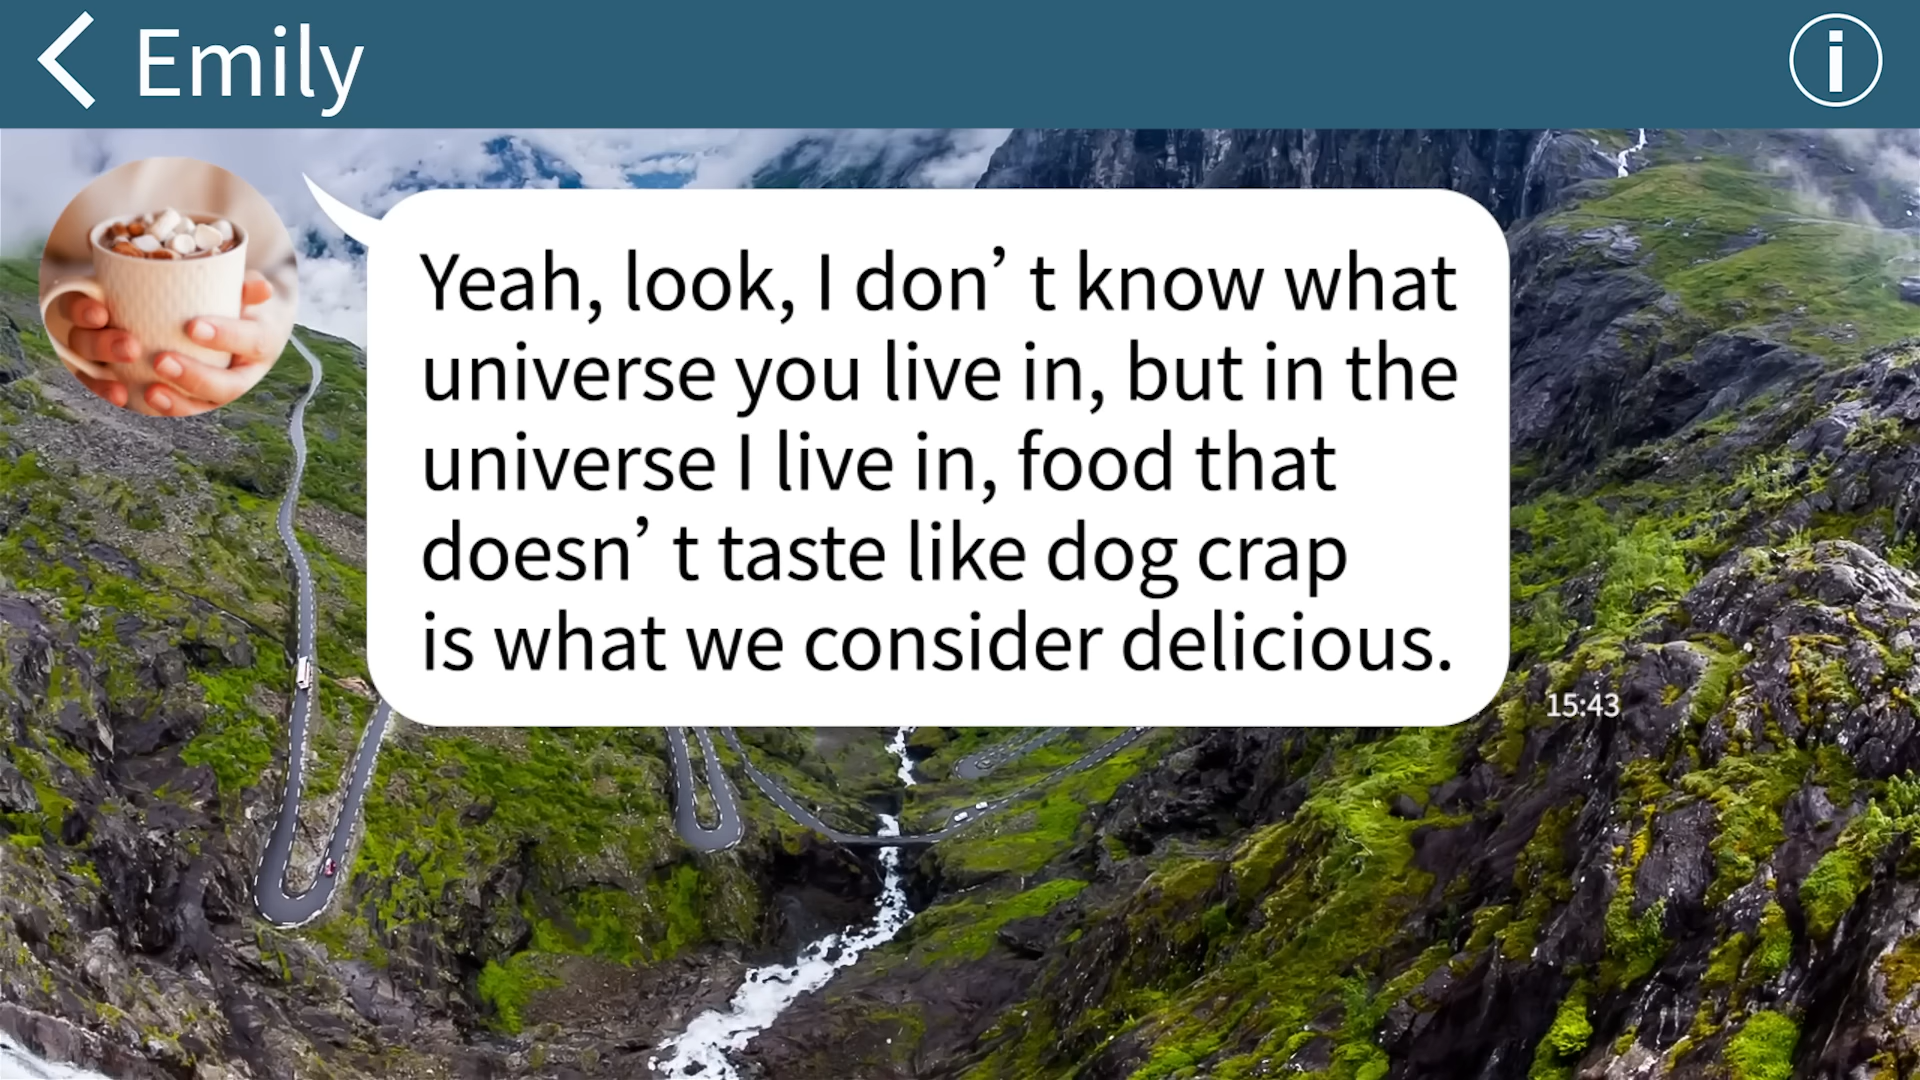 Emily
Yeah, look, I don’t know what
universe you live in, but in the
universe I live in, food that
doesn’t taste like dog crap
is what we consider delicious.
15:43